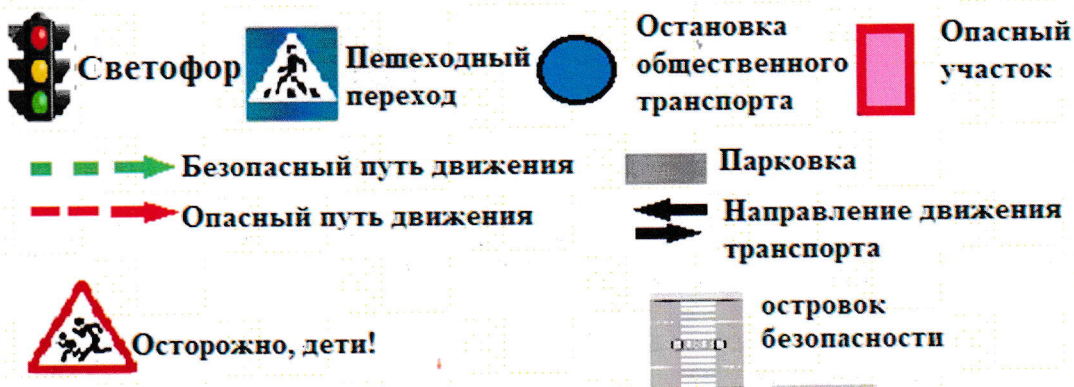 Светофор
Пешеходный
переход
Остановка
общественного
транспорта
Опасный
участок
Безопасный путь движения
Парковка
Опасный путь движения
Направление движения
транспорта
Осторожно, дети!
островок
безопасности